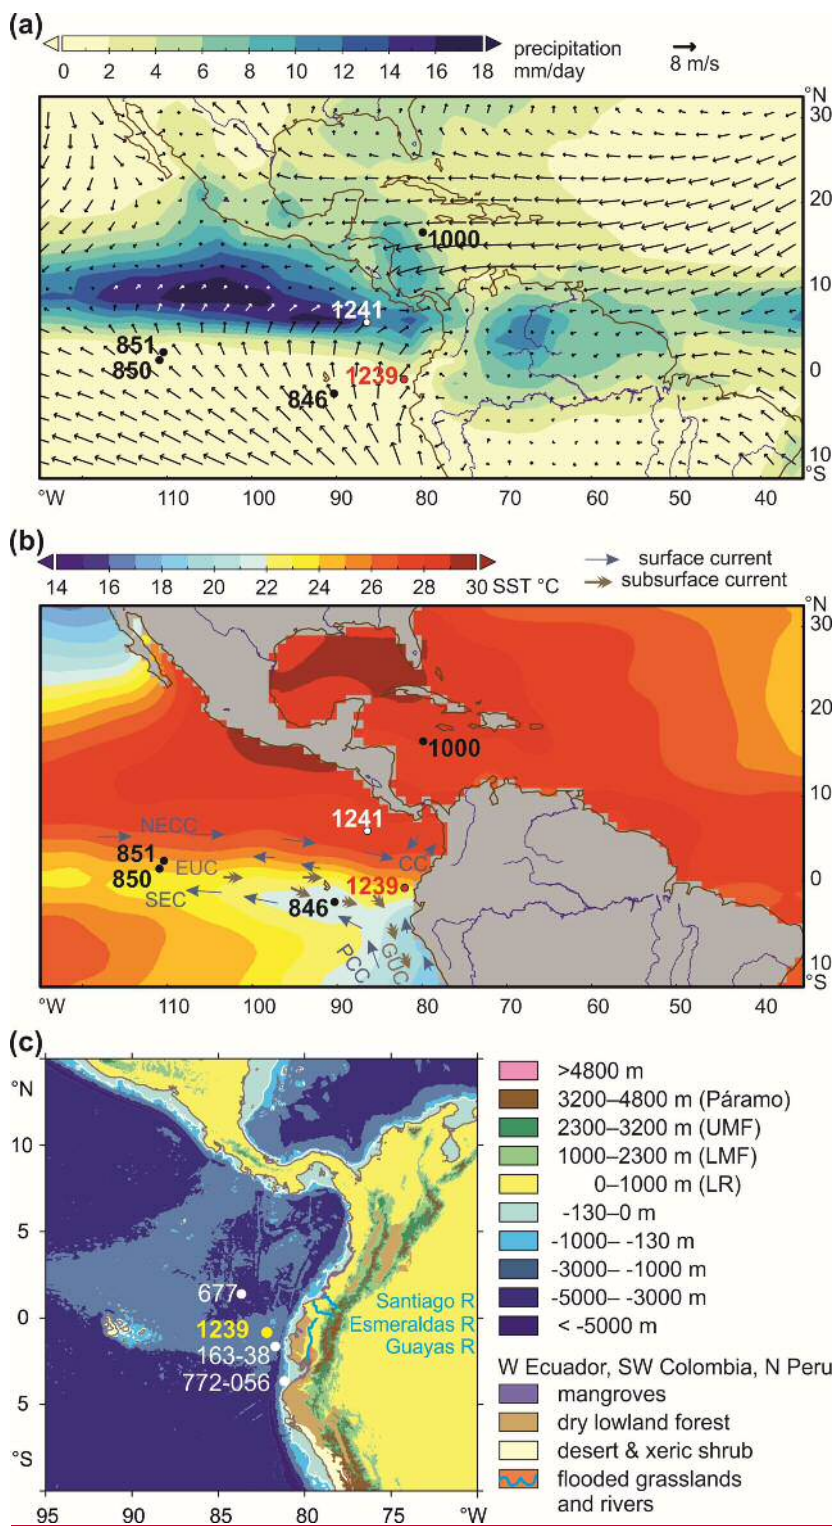 (a)
precipitation
mm/day
0 2 4 6 8 10 12 14 16 18
8 m/s
°N
30
20
10
0
10
°S
1000
1241
851
850
1239
846
°W 110 100 90 80 70 60 50 40
(b)
14 16 18 20 22 24 26 28 30 SST °C
surface current
subsurface current
°N
30
20
10
0
10
°S
1000
1241
NECC
851
EUC
CC
850
1239
SEC
846
PCC
GUC
°W 110 100 90 80 70 60 50 40
(c)
°N
10
5
0
5
°S
677
1239
163-38
772-056
Santiago R
Esmeraldas R
Guayas R
95 90 85 80 75 °W
>4800 m
3200–4800 m (Páramo)
2300–3200 m (UMF)
1000–2300 m (LMF)
0–1000 m (LR)
-130–0 m
-1000– -130 m
-3000– -1000 m
-5000– -3000 m
< -5000 m
W Ecuador, SW Colombia, N Peru
mangroves
dry lowland forest
desert & xeric shrub
flooded grasslands
and rivers